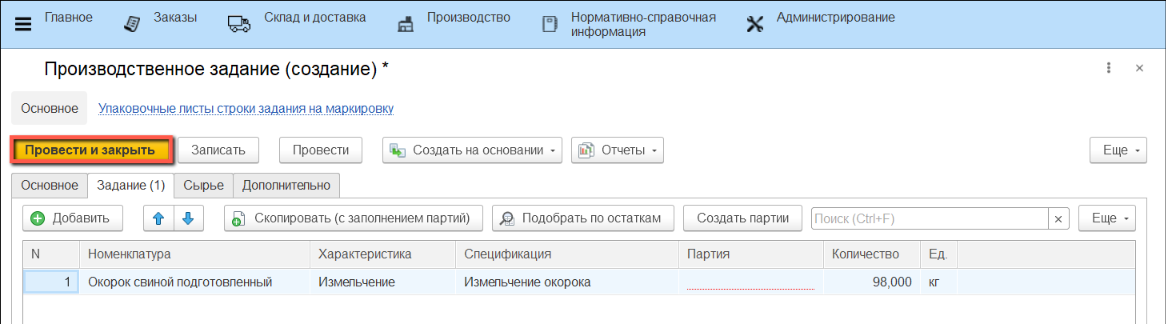 Главное Заказы Склад и доставка Производство Нормативно-справочная Администрирование
информация
Производственное задание (создание) *
Основное Упаковочные листы строки задания на маркировку
Провести и закрыть Записать Провести Создать на основании Отчеты Еще
Основное Задание (1) Сырье Дополнительно
Добавить Скопировать (с заполнением партий) Подобрать по остаткам Создать партии Поиск (Ctrl+F) × Еще
N Номенклатура Характеристика Спецификация Партия Количество Ед.
1 Окорок свиной подготовленный Измельчение Измельчение окорока 98,000 кг